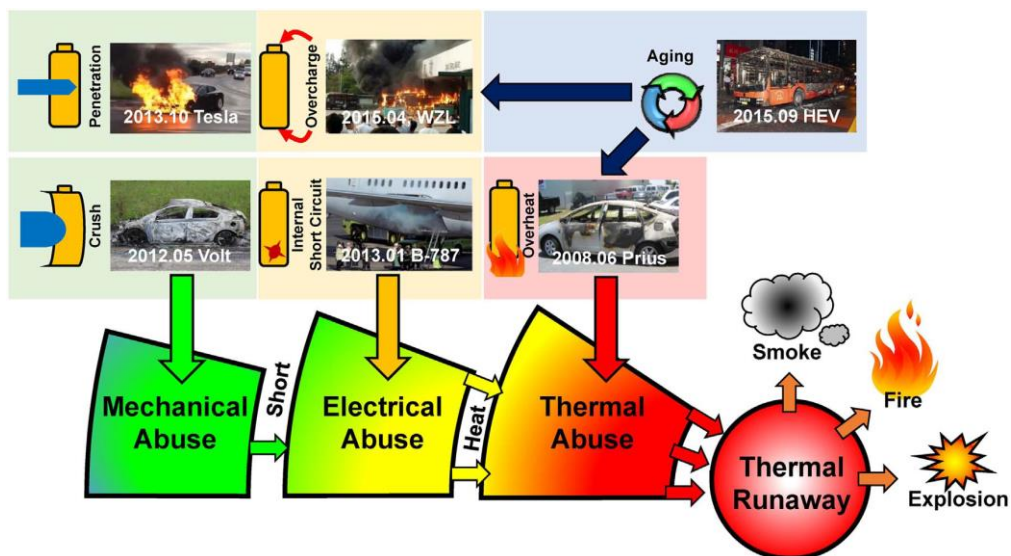 Penetration
2013.10 Tesla
Overcharge
2015.04, WZL
Aging
2015.09 HEV
Crush
2012.05 Volt
Internal
Short Circuit
2013.01 B-787
Overheat
2008.06 Prius
Mechanical
Abuse
Short
Electrical
Abuse
Heat
Thermal
Abuse
Thermal
Runaway
Smoke
Fire
Explosion